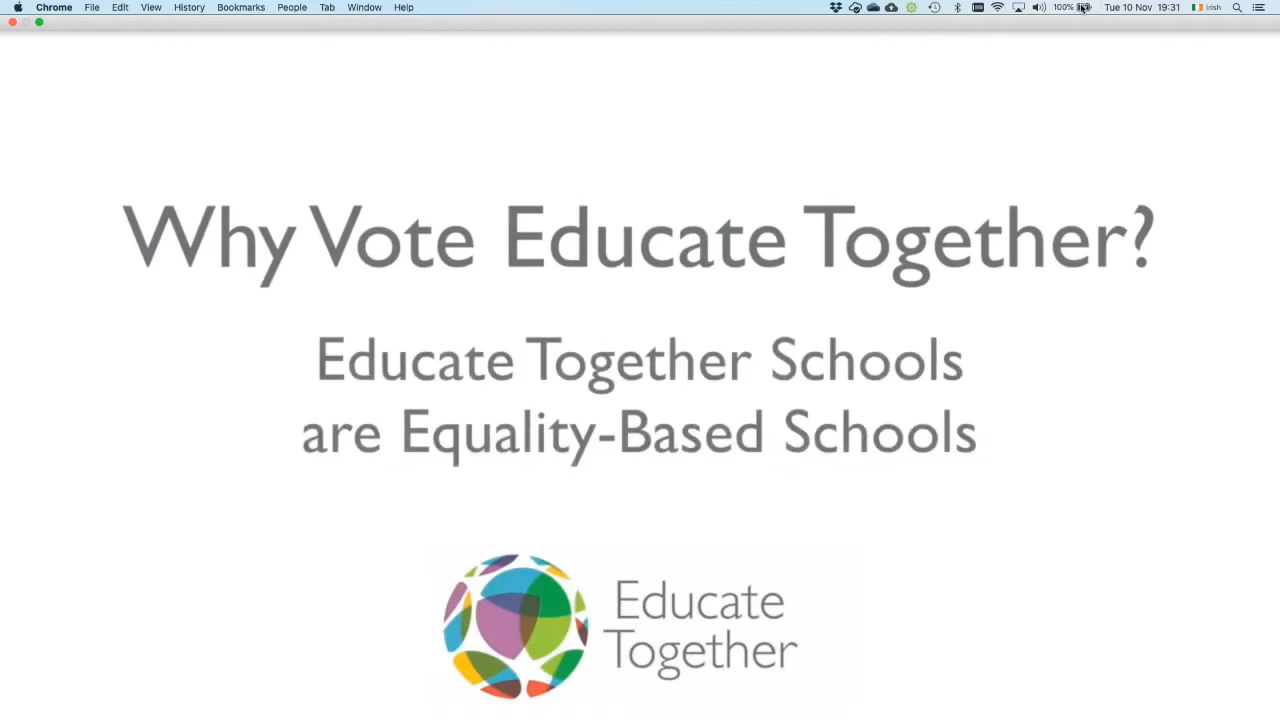 Chrome File Edit View History Bookmarks People Tab Window Help 100% Tue 10 Nov 19:31 Irish
Why Vote Educate Together?
Educate Together Schools
are Equality-Based Schools
Educate
Together